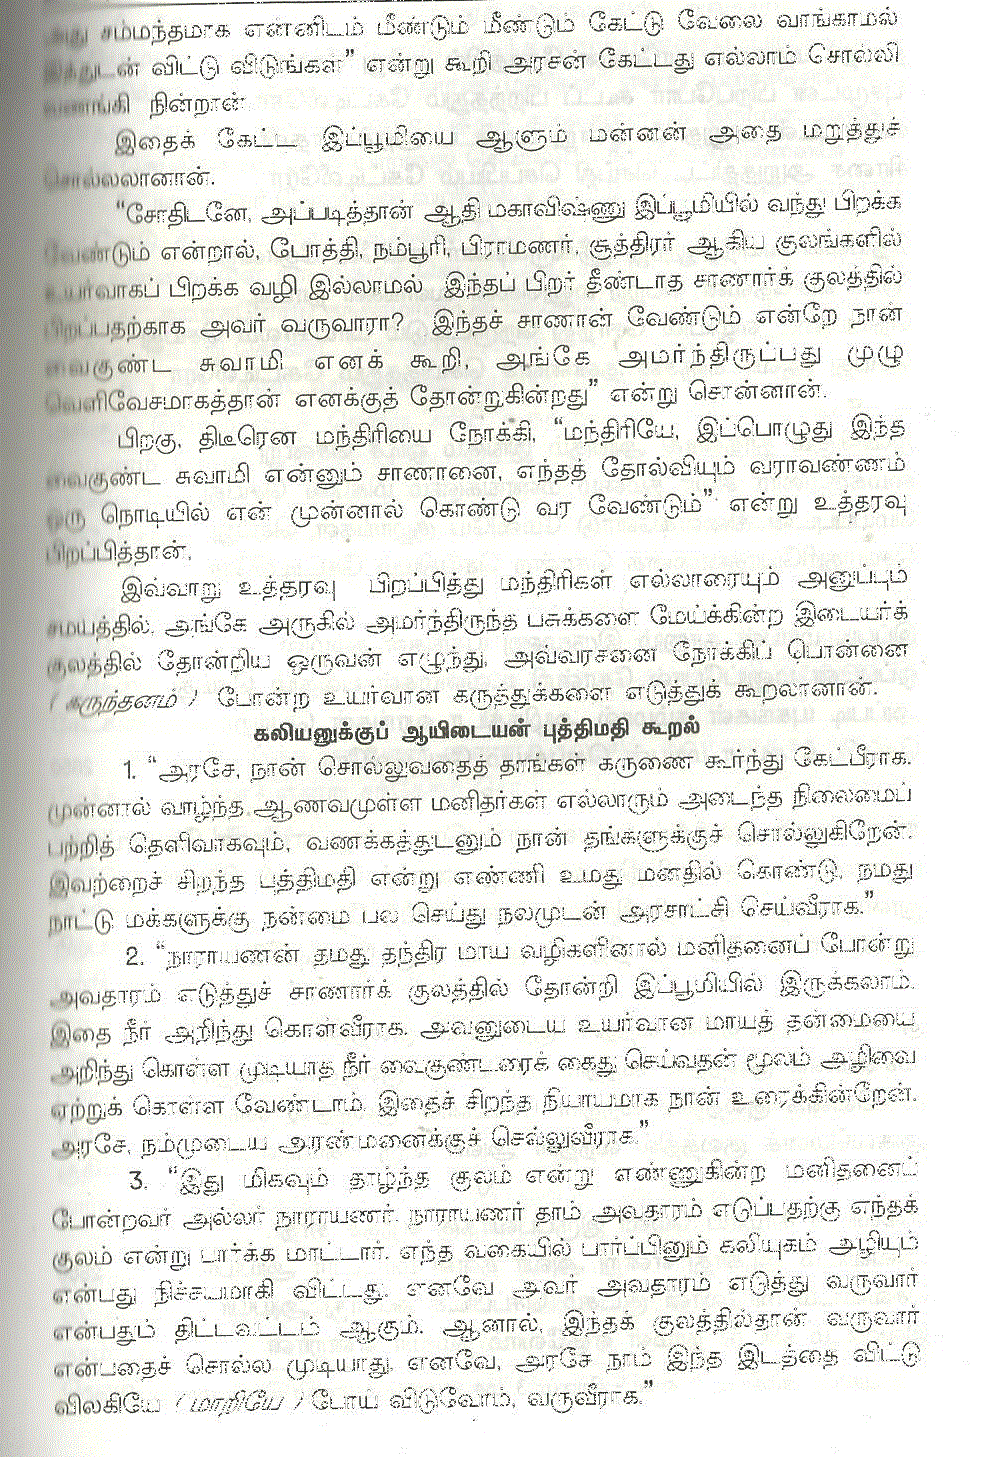 அது சம்மந்தமாக என்னிடம் மீண்டும் மீண்டும் கேட்டு வேலை வாங்காமல்
இத்துடன் விட்டு விடுங்கள்” என்று கூறி அரசன் கேட்டது எல்லாம் சொல்லி
வணங்கி நின்றான்.
இதைக் கேட்ட இப்பூமியை ஆளும் மன்னன் அதை மறுத்துச்
சொல்லலானான்.
“சோதிடனே, அப்படித்தான் ஆதி மகாவிஷ்ணு இப்பூமியில் வந்து பிறக்க
வேண்டும் என்றால், போத்தி, நம்பூரி, பிராமணர், சூத்திரர் ஆகிய குலங்களில்
உயர்வாகப் பிறக்க வழி இல்லாமல் இந்தப் பிறர் தீண்டாத சாணார்க் குலத்தில்
பிறப்பதற்காக அவர் வருவாரா? இந்தச் சாணான் வேண்டும் என்றே நான்
வைகுண்ட சுவாமி எனக் கூறி, அங்கே அமர்ந்திருப்பது முழு
வெளிவேசமாகத்தான் எனக்குத் தோன்றுகின்றது” என்று சொன்னான்.
பிறகு, திடீரென மந்திரியை நோக்கி, “மந்திரியே, இப்பொழுது இந்த
வைகுண்ட சுவாமி என்னும் சாணானை, எந்தத் தோல்வியும் வராவண்ணம்
ஒரு நொடியில் என் முன்னால் கொண்டு வர வேண்டும்” என்று உத்தரவு
பிறப்பித்தான்.
இவ்வாறு உத்தரவு பிறப்பித்து மந்திரிகள் எல்லாரையும் அனுப்பும்
சமயத்தில், அங்கே அருகில் அமர்ந்திருந்த பசுக்களை மேய்க்கின்ற இடையர்க்
குலத்தில் தோன்றிய ஒருவன் எழுந்து, அவ்வரசனை நோக்கிப் பொன்னை
(கருந்தனம்) போன்ற உயர்வான கருத்துக்களை எடுத்துக் கூறலானான்.
கலியனுக்குப் ஆயிடையன் புத்திமதி கூறல்
1. “அரசே, நான் சொல்லுவதைத் தாங்கள் கருணை கூர்ந்து கேட்பீராக.
முன்னால் வாழ்ந்த ஆணவமுள்ள மனிதர்கள் எல்லாரும் அடைந்த நிலைமைப்
பற்றித் தெளிவாகவும், வணக்கத்துடனும் நான் தங்களுக்குச் சொல்லுகிறேன்.
இவற்றைச் சிறந்த புத்திமதி என்று எண்ணி உமது மனதில் கொண்டு, நமது
நாட்டு மக்களுக்கு நன்மை பல செய்து நலமுடன் அரசாட்சி செய்வீராக.”
2. “நாராயணன் தமது தந்திர மாய வழிகளினால் மனிதனைப் போன்று
அவதாரம் எடுத்துச் சாணார்க் குலத்தில் தோன்றி இப்பூமியில் இருக்கலாம்.
இதை நீர் அறிந்து கொள்வீராக. அவனுடைய உயர்வான மாயத் தன்மையை
அறிந்து கொள்ள முடியாத நீர் வைகுண்டரைக் கைது செய்வதன் மூலம் அழிவை
ஏற்றுக் கொள்ள வேண்டாம். இதைச் சிறந்த நியாயமாக நான் உரைக்கின்றேன்.
அரசே, நம்முடைய அரண்மனைக்குச் செல்லுவீராக.”
3. “இது மிகவும் தாழ்ந்த குலம் என்று எண்ணுகின்ற மனிதனைப்
போன்றவர் அல்லர் நாராயணர். நாராயணர் தாம் அவதாரம் எடுப்பதற்கு எந்தக்
குலம் என்று பார்க்க மாட்டார். எந்த வகையில் பார்ப்பினும் கலியுகம் அழியும்
என்பது நிச்சயமாகி விட்டது. எனவே அவர் அவதாரம் எடுத்து வருவார்
என்பதும் திட்டவட்டம் ஆகும். ஆனால், இந்தக் குலத்தில்தான் வருவார்
என்பதைச் சொல்ல முடியாது. எனவே, அரசே நாம் இந்த இடத்தை விட்டு
விலகியே (மாறியே) போய் விடுவோம், வருவீராக.”